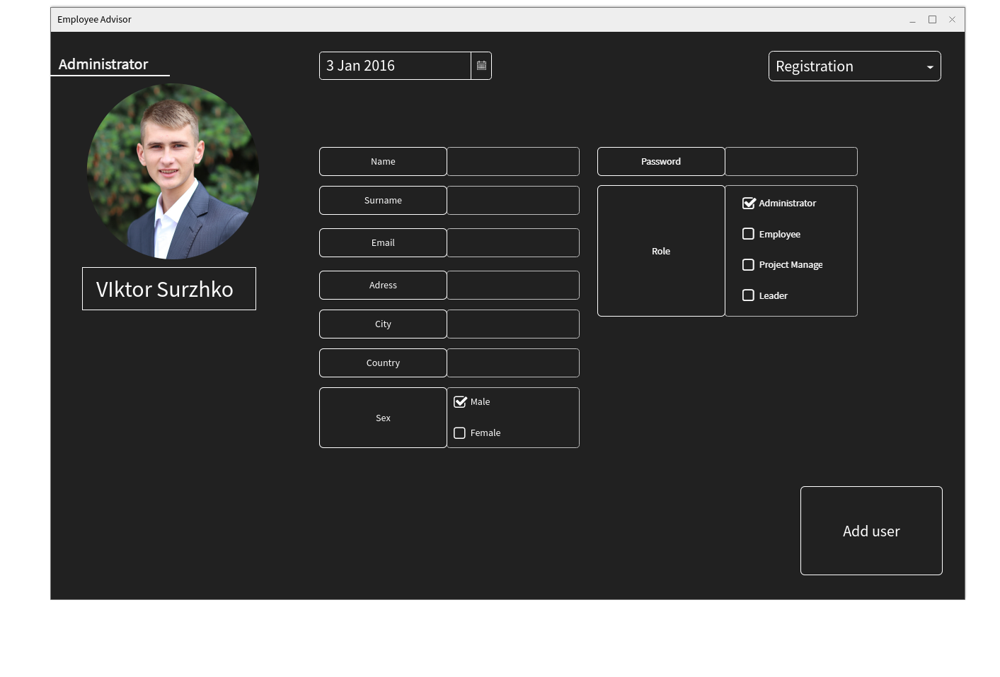 Employee Advisor
Administrator
3 Jan 2016
Registration
VIktor Surzhko
Name
Surname
Email
Adress
City
Country
Sex
Male
Female
Password
Role
Administrator
Employee
Project Manage
Leader
Add user